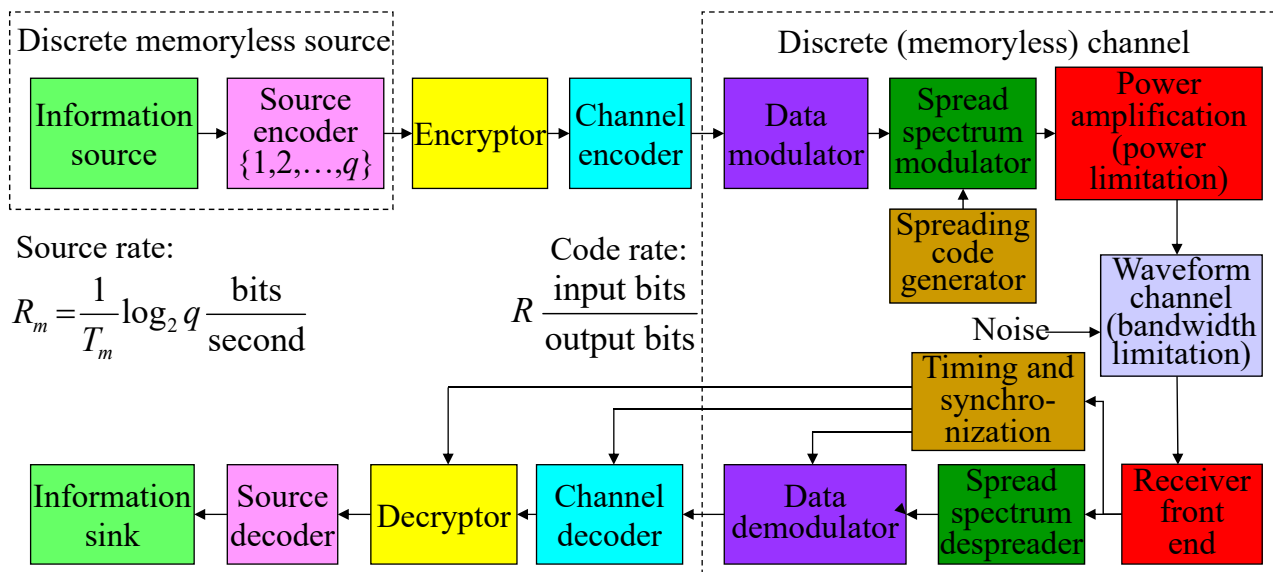 Discrete memoryless source
Discrete (memoryless) channel
Information
source
Source
encoder
{1,2,…,q}
Encryptor
Channel
encoder
Data
modulator
Spread
spectrum
modulator
Power
amplification
(power
limitation)
Source rate:
R_m = 1/T_m log₂ q bits/second
Code rate:
R input bits/output bits
Spreading
code
generator
Noise
Waveform
channel
(bandwidth
limitation)
Timing and
synchro-
nization
Information
sink
Source
decoder
Decryptor
Channel
decoder
Data
demodulator
Spread
spectrum
despreader
Receiver
front
end